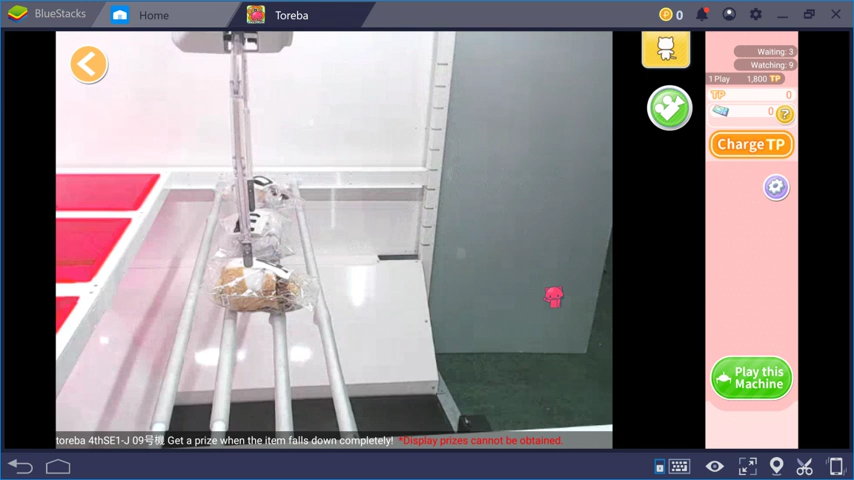 BlueStacks
Home
Toreba
P 0
Waiting: 3
Watching: 9
1 Play 1,800 TP
TP 0
0 ?
Charge TP
Play this
Machine
toreba 4thSE1-J 09号機 Get a prize when the item falls down completely! *Display prizes cannot be obtained.